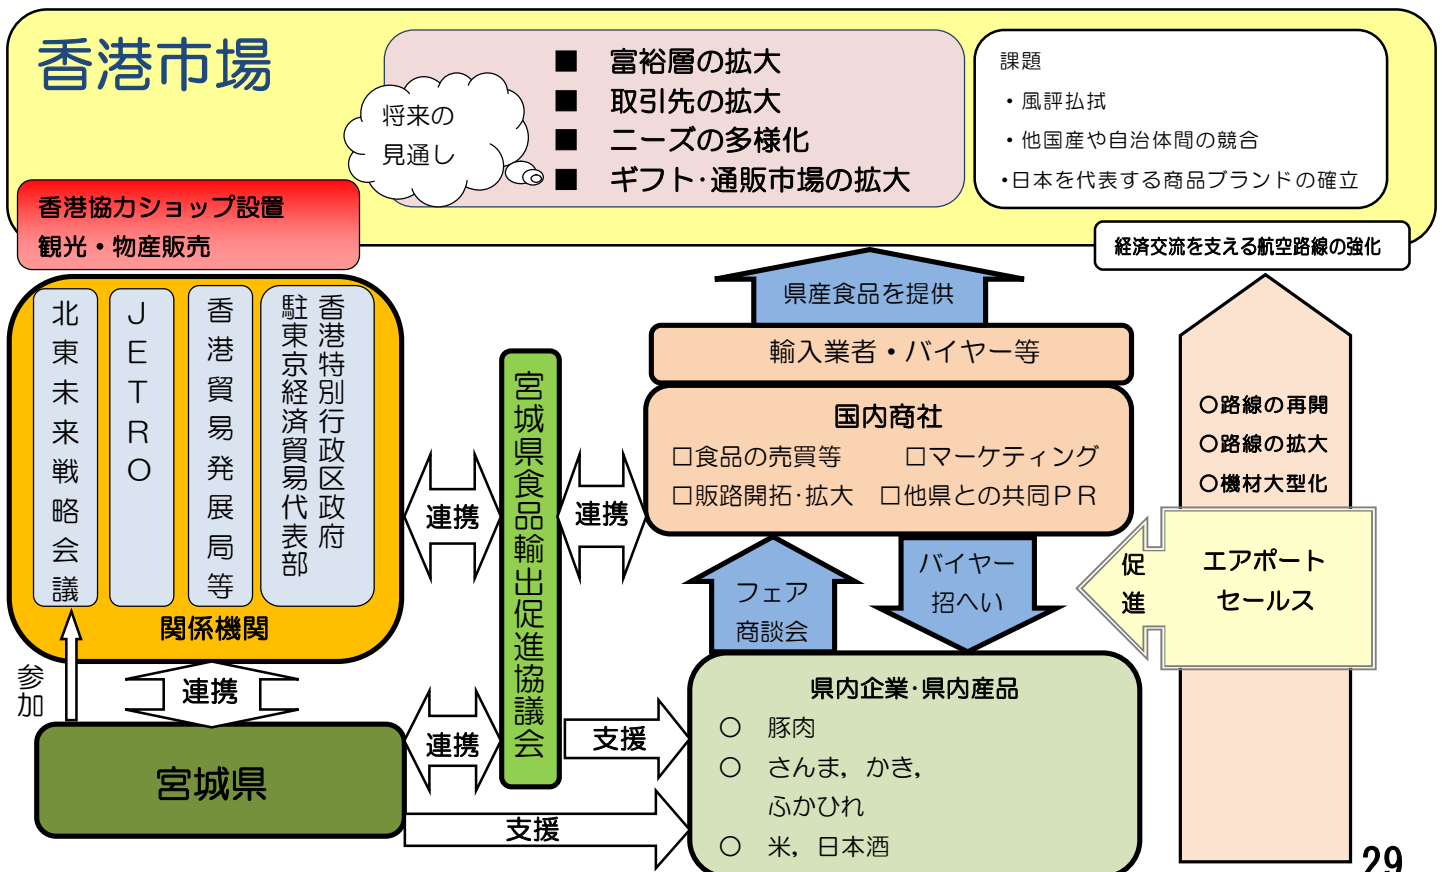 香港市場
将来の
見通し
■ 富裕層の拡大
■ 取引先の拡大
■ ニーズの多様化
■ ギフト・通販市場の拡大
課題
・風評払拭
・他国産や自治体間の競合
・日本を代表する商品ブランドの確立
香港協力ショップ設置
観光・物産販売
経済交流を支える航空路線の強化
北東未来戦略会議
JETRO
香港貿易発展局等
香港特別行政区政府
駐東京経済貿易代表部
関係機関
参加
連携
宮城県
連携
連携
連携
宮城県食品輸出促進協議会
支援
支援
県産食品を提供
輸入業者・バイヤー等
国内商社
□食品の売買等 □マーケティング
□販路開拓・拡大 □他県との共同PR
フェア
商談会
バイヤー
招へい
県内企業・県内産品
○ 豚肉
○ さんま，かき，
ふかひれ
○ 米，日本酒
○路線の再開
○路線の拡大
○機材大型化
促進
エアポート
セールス
29